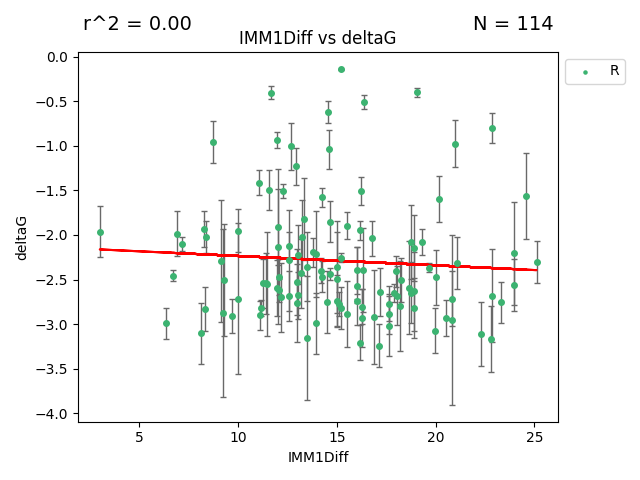 r^2 = 0.00
N = 114
IMM1Diff vs deltaG
R
deltaG
0.0
−0.5
−1.0
−1.5
−2.0
−2.5
−3.0
−3.5
−4.0
5 10 15 20 25
IMM1Diff